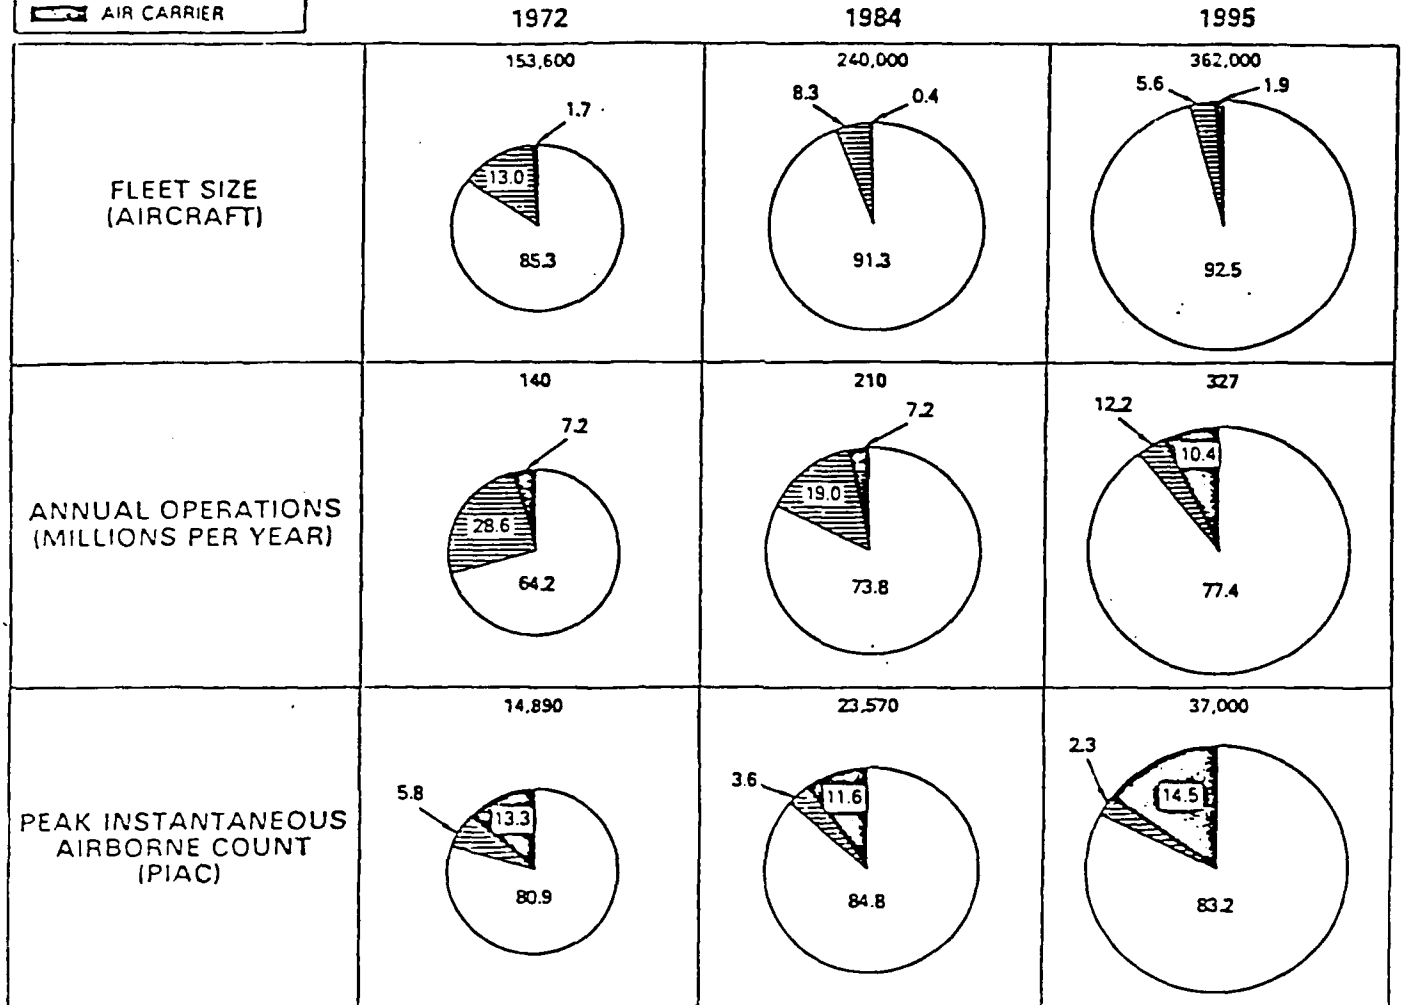 AIR CARRIER
1972 1984 1995
153,600 240,000 362,000
1.7 8.3 0.4 5.6 1.9
FLEET SIZE
(AIRCRAFT)
13.0
85.3 91.3 92.5
140 210 327
7.2 7.2 12.2
ANNUAL OPERATIONS
(MILLIONS PER YEAR)
28.6 19.0 10.4
64.2 73.8 77.4
14,890 23,570 37,000
5.8 3.6 2.3
PEAK INSTANTANEOUS
AIRBORNE COUNT
(PIAC)
13.3 11.6 14.5
80.9 84.8 83.2